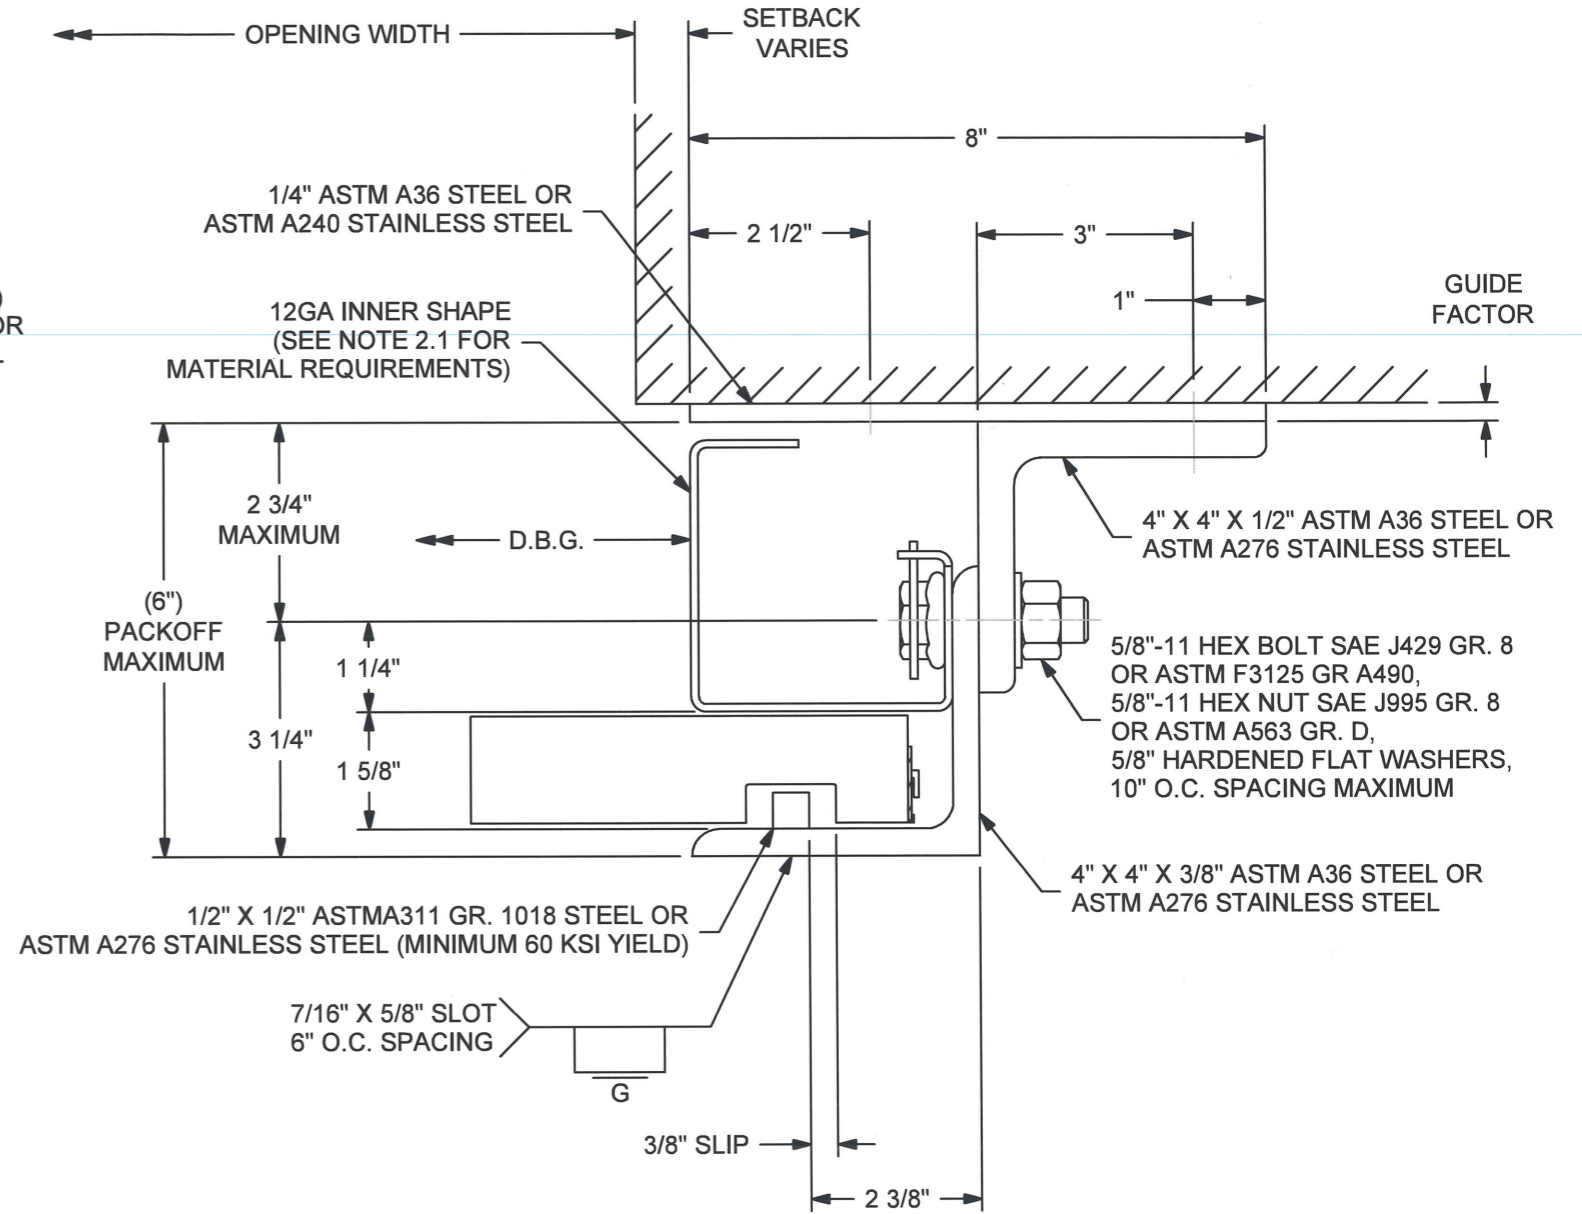 OPENING WIDTH
SETBACK
VARIES
8"
1/4" ASTM A36 STEEL OR
ASTM A240 STAINLESS STEEL
2 1/2"
3"
1"
GUIDE
FACTOR
12GA INNER SHAPE
(SEE NOTE 2.1 FOR
MATERIAL REQUIREMENTS)
OR
2 3/4"
MAXIMUM
D.B.G.
4" X 4" X 1/2" ASTM A36 STEEL OR
ASTM A276 STAINLESS STEEL
(6")
PACKOFF
MAXIMUM
1 1/4"
3 1/4"
1 5/8"
5/8"-11 HEX BOLT SAE J429 GR. 8
OR ASTM F3125 GR A490,
5/8"-11 HEX NUT SAE J995 GR. 8
OR ASTM A563 GR. D,
5/8" HARDENED FLAT WASHERS,
10" O.C. SPACING MAXIMUM
4" X 4" X 3/8" ASTM A36 STEEL OR
ASTM A276 STAINLESS STEEL
1/2" X 1/2" ASTMA311 GR. 1018 STEEL OR
ASTM A276 STAINLESS STEEL (MINIMUM 60 KSI YIELD)
7/16" X 5/8" SLOT
6" O.C. SPACING
G
3/8" SLIP
2 3/8"